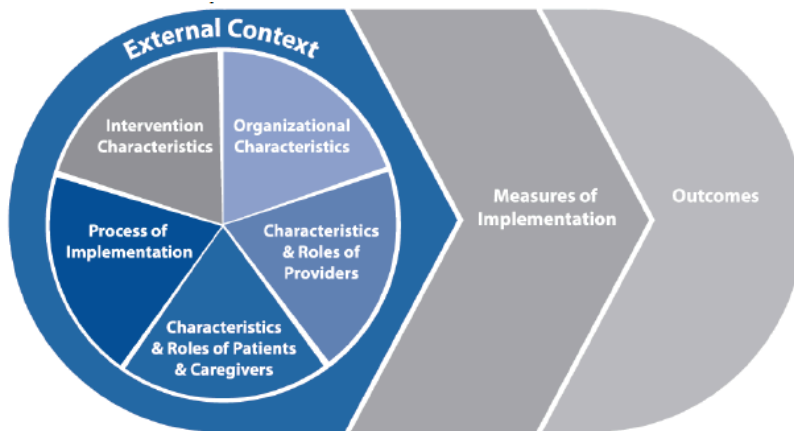 External Context
Intervention
Characteristics
Organizational
Characteristics
Process of
Implementation
Characteristics
& Roles of
Providers
Characteristics
& Roles of Patients
& Caregivers
Measures of
Implementation
Outcomes